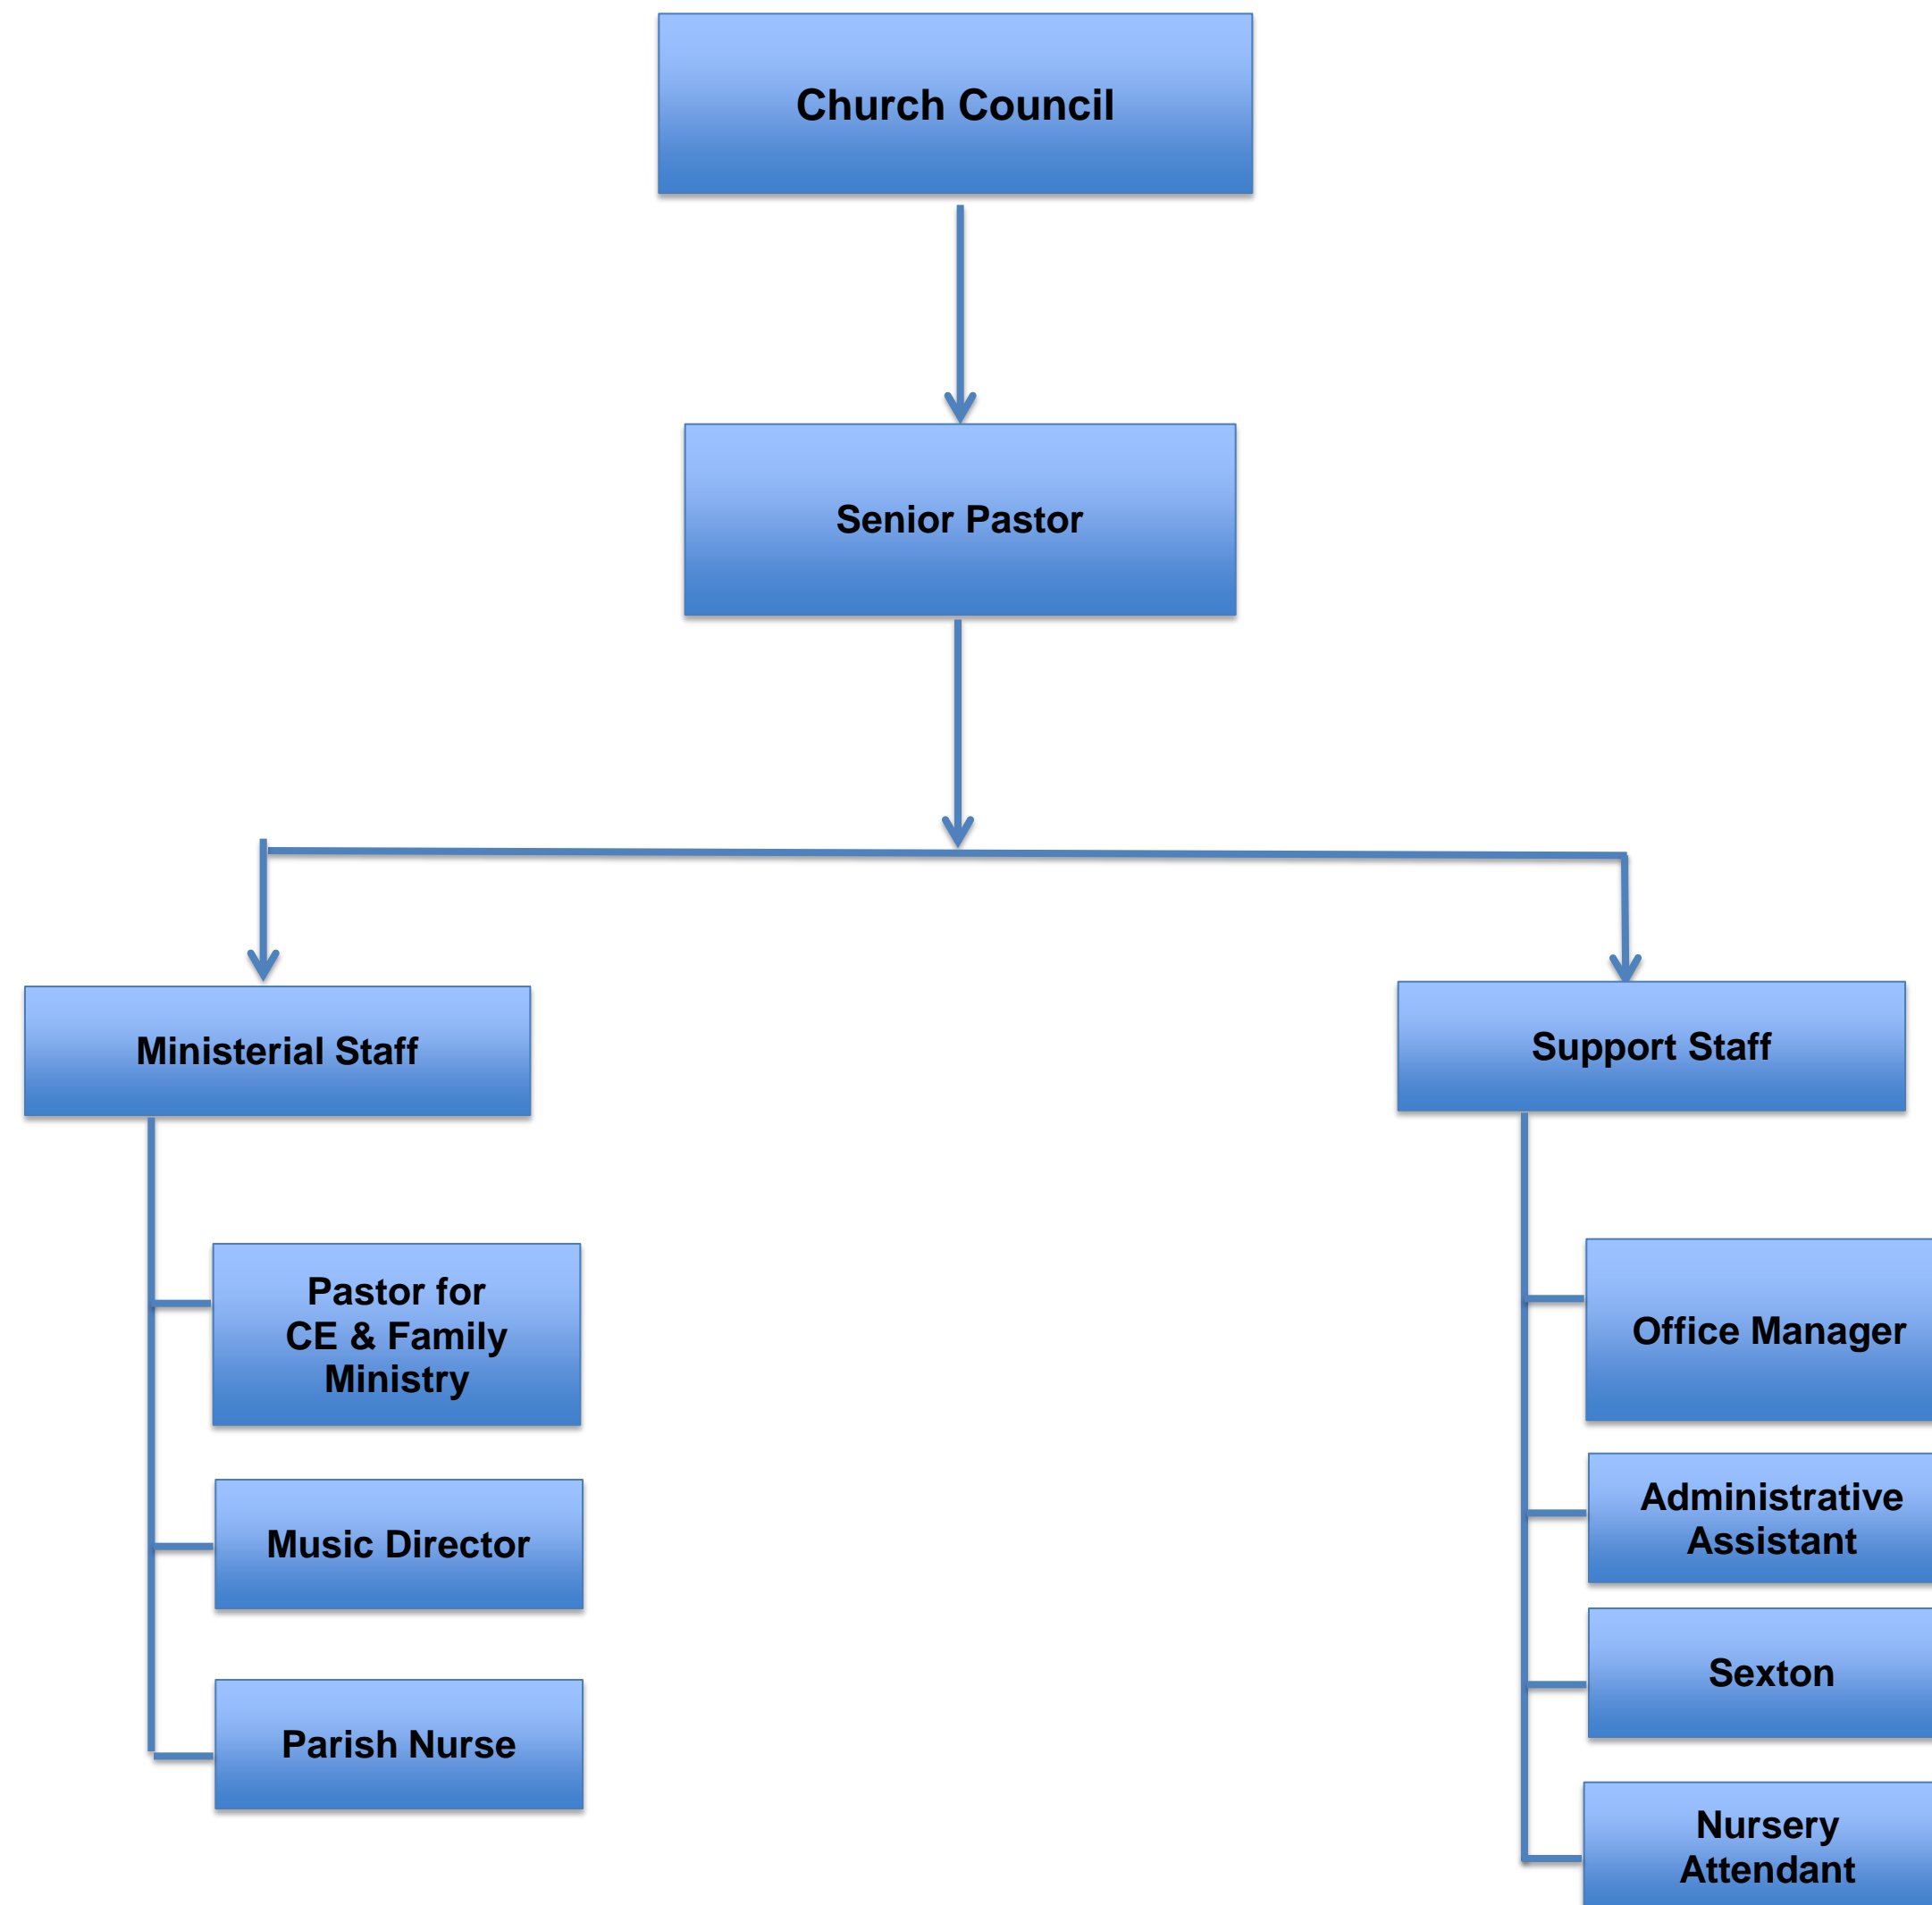 Church Council
Senior Pastor
Ministerial Staff
Support Staff
Pastor for
CE & Family
Ministry
Music Director
Parish Nurse
Office Manager
Administrative
Assistant
Sexton
Nursery
Attendant